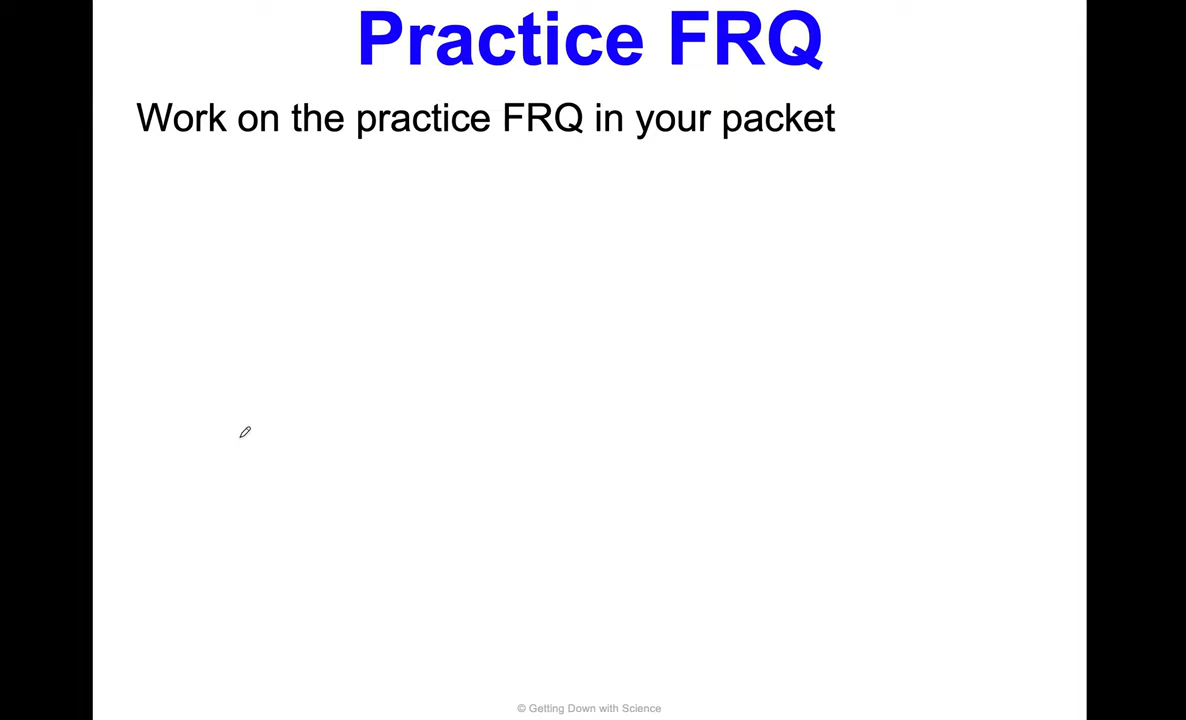 Practice FRQ
Work on the practice FRQ in your packet
© Getting Down with Science